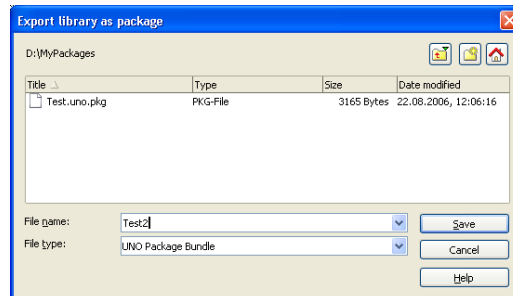 Export library as package
D:\MyPackages
Title Type Size Date modified
Test.uno.pkg PKG-File 3165 Bytes 22.08.2006, 12:06:16
File name: Test2 Save
File type: UNO Package Bundle Cancel
Help